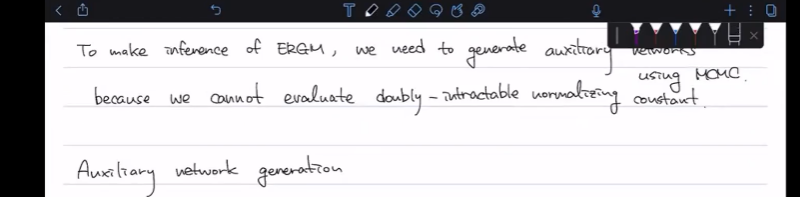 To make inference of ERGM, we need to generate auxiliary networks
using MCMC.
because we cannot evaluate doubly-intractable normalizing constant.
Auxiliary network generation